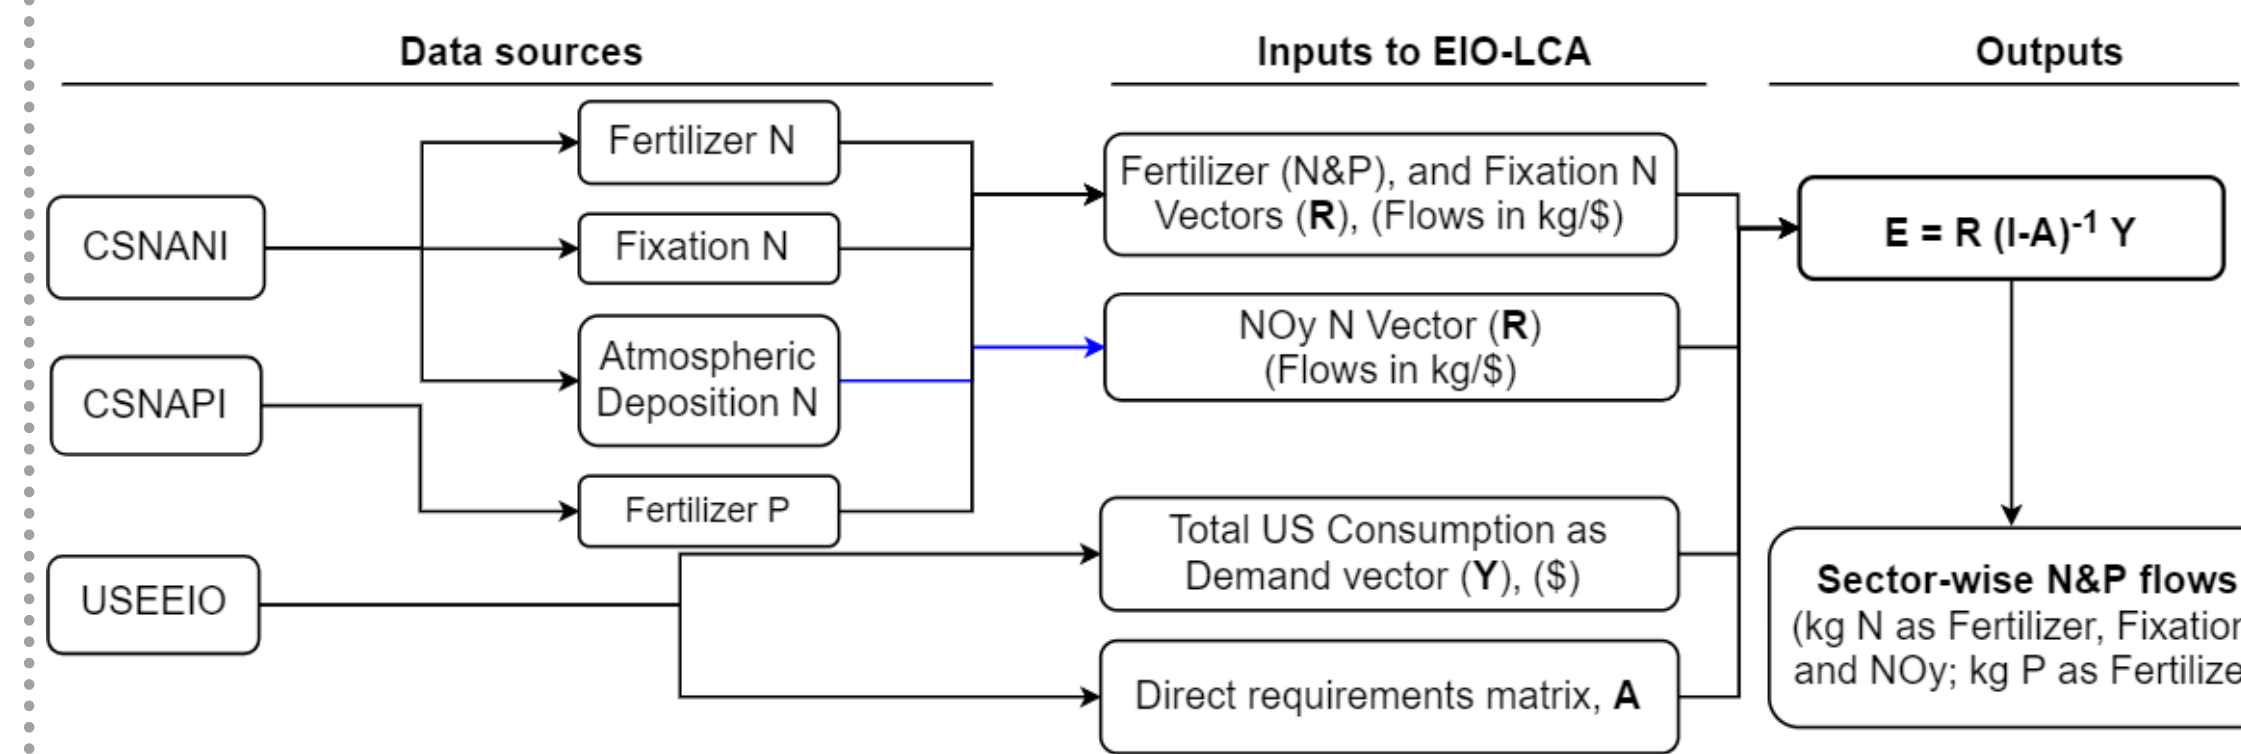 Data sources
Inputs to EIO-LCA
Outputs
CSNANI
CSNAPI
USEEIO
Fertilizer N
Fixation N
Atmospheric
Deposition N
Fertilizer P
Fertilizer (N&P), and Fixation N
Vectors (R), (Flows in kg/$)
NOy N Vector (R)
(Flows in kg/$)
Total US Consumption as
Demand vector (Y), ($)
Direct requirements matrix, A
E = R (I-A)⁻¹ Y
Sector-wise N&P flows
(kg N as Fertilizer, Fixation
and NOy; kg P as Fertilize